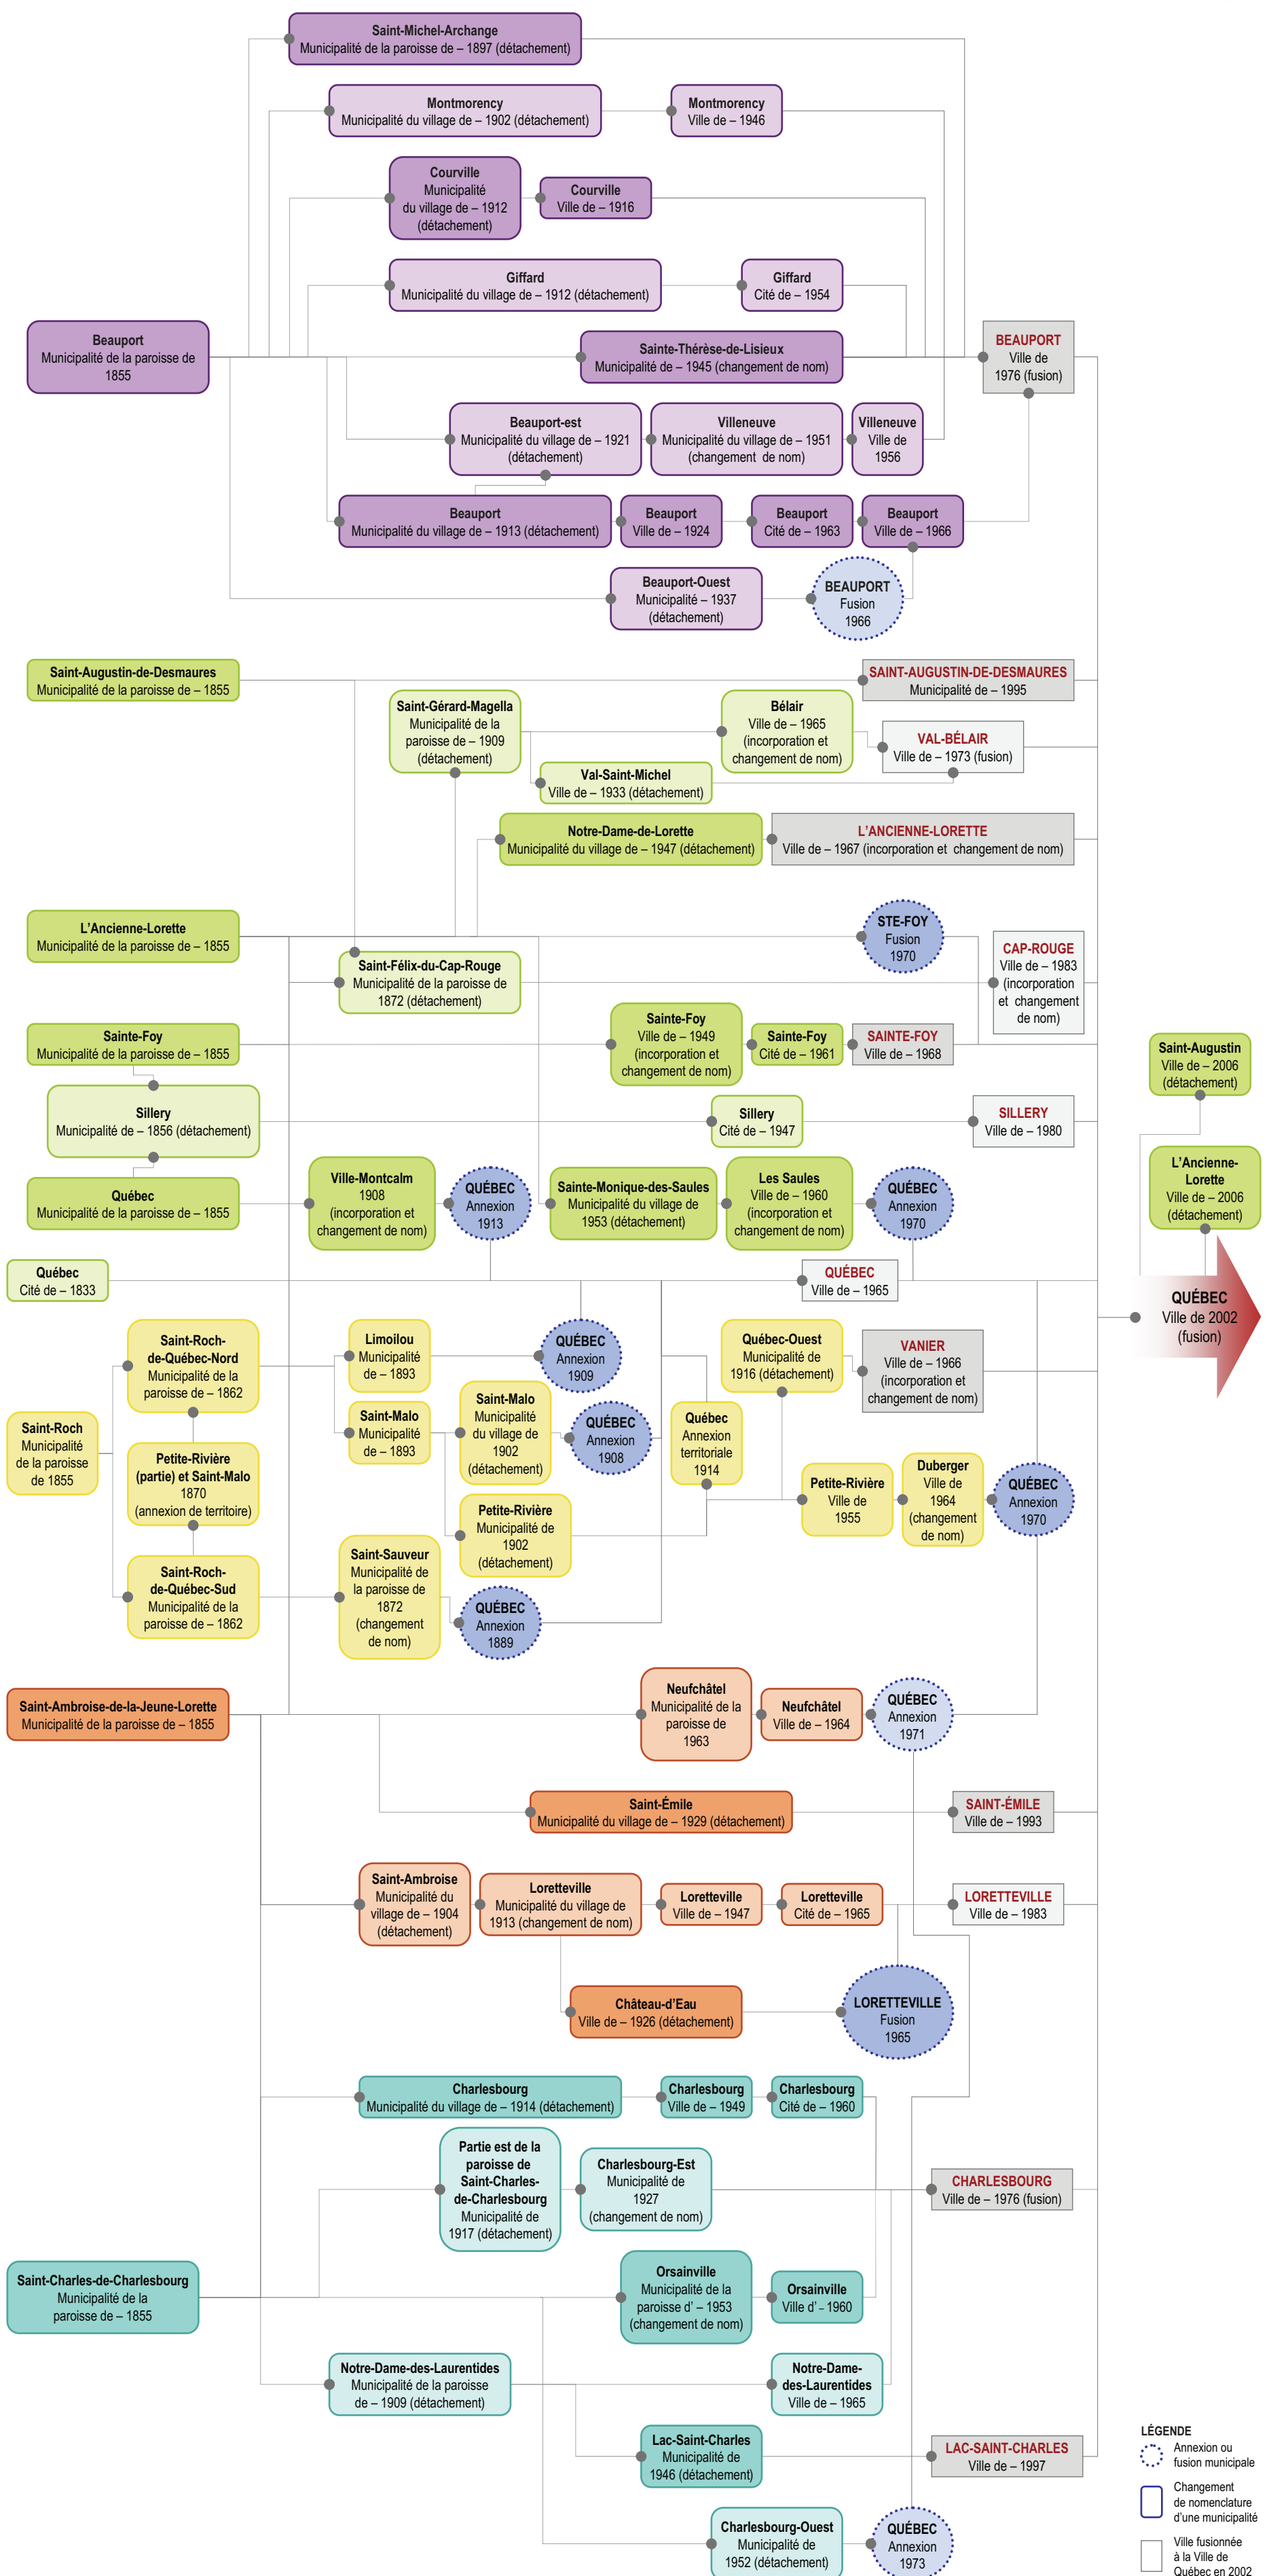 Saint-Michel-Archange
Municipalité de la paroisse de – 1897 (détachement)
Montmorency
Municipalité du village de – 1902 (détachement)
Montmorency
Ville de – 1946
Courville
Municipalité
du village de – 1912
(détachement)
Courville
Ville de – 1916
Giffard
Municipalité du village de – 1912 (détachement)
Giffard
Cité de – 1954
Beauport
Municipalité de la paroisse de
1855
Sainte-Thérèse-de-Lisieux
Municipalité de – 1945 (changement de nom)
BEAUPORT
Ville de
1976 (fusion)
Beauport-est
Municipalité du village de – 1921
(détachement)
Villeneuve
Municipalité du village de – 1951
(changement de nom)
Villeneuve
Ville de
1956
Beauport
Municipalité du village de – 1913 (détachement)
Beauport
Ville de – 1924
Beauport
Cité de – 1963
Beauport
Ville de – 1966
Beauport-Ouest
Municipalité – 1937
(détachement)
BEAUPORT
Fusion
1966
Saint-Augustin-de-Desmaures
Municipalité de la paroisse de – 1855
SAINT-AUGUSTIN-DE-DESMAURES
Municipalité de – 1995
Saint-Gérard-Magella
Municipalité de la
paroisse de – 1909
(détachement)
Bélair
Ville de – 1965
(incorporation et
changement de nom)
VAL-BÉLAIR
Ville de – 1973 (fusion)
Val-Saint-Michel
Ville de – 1933 (détachement)
Notre-Dame-de-Lorette
Municipalité du village de – 1947 (détachement)
L'ANCIENNE-LORETTE
Ville de – 1967 (incorporation et changement de nom)
L'Ancienne-Lorette
Municipalité de la paroisse de – 1855
STE-FOY
Fusion
1970
CAP-ROUGE
Ville de – 1983
(incorporation
et changement
de nom)
Saint-Félix-du-Cap-Rouge
Municipalité de la paroisse de
1872 (détachement)
Sainte-Foy
Municipalité de la paroisse de – 1855
Sainte-Foy
Ville de – 1949
(incorporation et
changement de nom)
Sainte-Foy
Cité de – 1961
SAINTE-FOY
Ville de – 1968
Saint-Augustin
Ville de – 2006
(détachement)
Sillery
Municipalité de – 1856 (détachement)
Sillery
Cité de – 1947
SILLERY
Ville de – 1980
Québec
Municipalité de la paroisse de – 1855
Ville-Montcalm
1908
(incorporation et
changement de nom)
QUÉBEC
Annexion
1913
Sainte-Monique-des-Saules
Municipalité du village de
1953 (détachement)
Les Saules
Ville de – 1960
(incorporation et
changement de nom)
QUÉBEC
Annexion
1970
L'Ancienne-
Lorette
Ville de – 2006
(détachement)
Québec
Cité de – 1833
QUÉBEC
Ville de – 1965
QUÉBEC
Ville de 2002
(fusion)
Saint-Roch-
de-Québec-Nord
Municipalité de la
paroisse de – 1862
Limoilou
Municipalité
de – 1893
QUÉBEC
Annexion
1909
Québec-Ouest
Municipalité de
1916 (détachement)
VANIER
Ville de – 1966
(incorporation et
changement de nom)
Saint-Roch
Municipalité
de la paroisse
de 1855
Saint-Malo
Municipalité
de – 1893
Saint-Malo
Municipalité
du village de
1902
(détachement)
QUÉBEC
Annexion
1908
Québec
Annexion
territoriale
1914
Petite-Rivière
(partie) et Saint-Malo
1870
(annexion de territoire)
Petite-Rivière
Municipalité de
1902
(détachement)
Petite-Rivière
Ville de
1955
Duberger
Ville de
1964
(changement
de nom)
QUÉBEC
Annexion
1970
Saint-Roch-
de-Québec-Sud
Municipalité de la
paroisse de – 1862
Saint-Sauveur
Municipalité de
la paroisse de
1872
(changement
de nom)
QUÉBEC
Annexion
1889
Saint-Ambroise-de-la-Jeune-Lorette
Municipalité de la paroisse de – 1855
Neufchâtel
Municipalité de la
paroisse de
1963
Neufchâtel
Ville de – 1964
QUÉBEC
Annexion
1971
Saint-Émile
Municipalité du village de – 1929 (détachement)
SAINT-ÉMILE
Ville de – 1993
Saint-Ambroise
Municipalité du
village de – 1904
(détachement)
Loretteville
Municipalité du village de
1913 (changement de nom)
Loretteville
Ville de – 1947
Loretteville
Cité de – 1965
LORETTEVILLE
Ville de – 1983
Château-d'Eau
Ville de – 1926 (détachement)
LORETTEVILLE
Fusion
1965
Charlesbourg
Municipalité du village de – 1914 (détachement)
Charlesbourg
Ville de – 1949
Charlesbourg
Cité de – 1960
Partie est de la
paroisse de
Saint-Charles-
de-Charlesbourg
Municipalité de
1917 (détachement)
Charlesbourg-Est
Municipalité de
1927
(changement de nom)
CHARLESBOURG
Ville de – 1976 (fusion)
Saint-Charles-de-Charlesbourg
Municipalité de la
paroisse de – 1855
Orsainville
Municipalité de la
paroisse d' – 1953
(changement de nom)
Orsainville
Ville d' – 1960
Notre-Dame-des-Laurentides
Municipalité de la paroisse
de – 1909 (détachement)
Notre-Dame-
des-Laurentides
Ville de – 1965
Lac-Saint-Charles
Municipalité de
1946 (détachement)
LAC-SAINT-CHARLES
Ville de – 1997
Charlesbourg-Ouest
Municipalité de
1952 (détachement)
QUÉBEC
Annexion
1973
LÉGENDE
Annexion ou
fusion municipale
Changement
de nomenclature
d'une municipalité
Ville fusionnée
à la Ville de
Québec en 2002